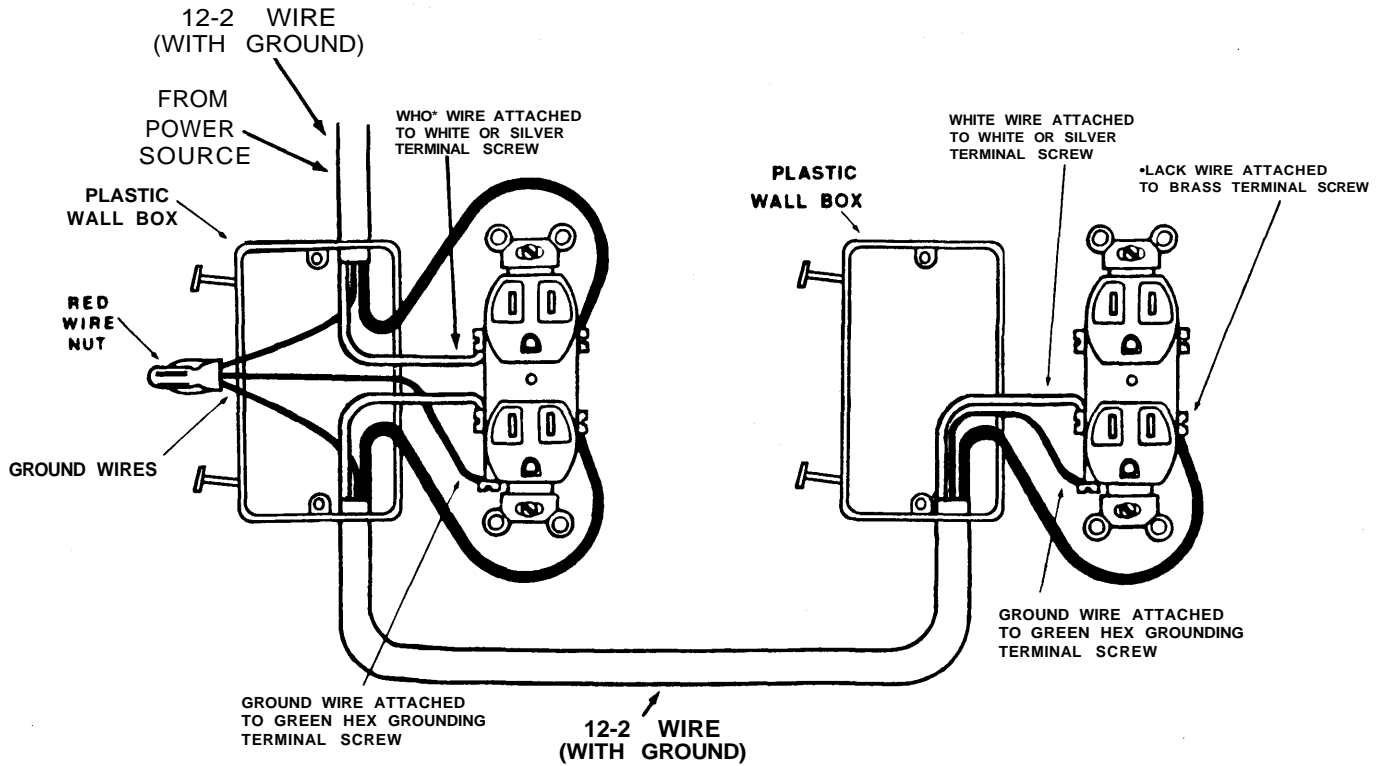 12-2 WIRE
(WITH GROUND)
FROM
POWER
SOURCE
PLASTIC
WALL BOX
RED
WIRE
NUT
GROUND WIRES
WHO* WIRE ATTACHED
TO WHITE OR SILVER
TERMINAL SCREW
GROUND WIRE ATTACHED
TO GREEN HEX GROUNDING
TERMINAL SCREW
12-2 WIRE
(WITH GROUND)
PLASTIC
WALL BOX
WHITE WIRE ATTACHED
TO WHITE OR SILVER
TERMINAL SCREW
•LACK WIRE ATTACHED
TO BRASS TERMINAL SCREW
GROUND WIRE ATTACHED
TO GREEN HEX GROUNDING
TERMINAL SCREW